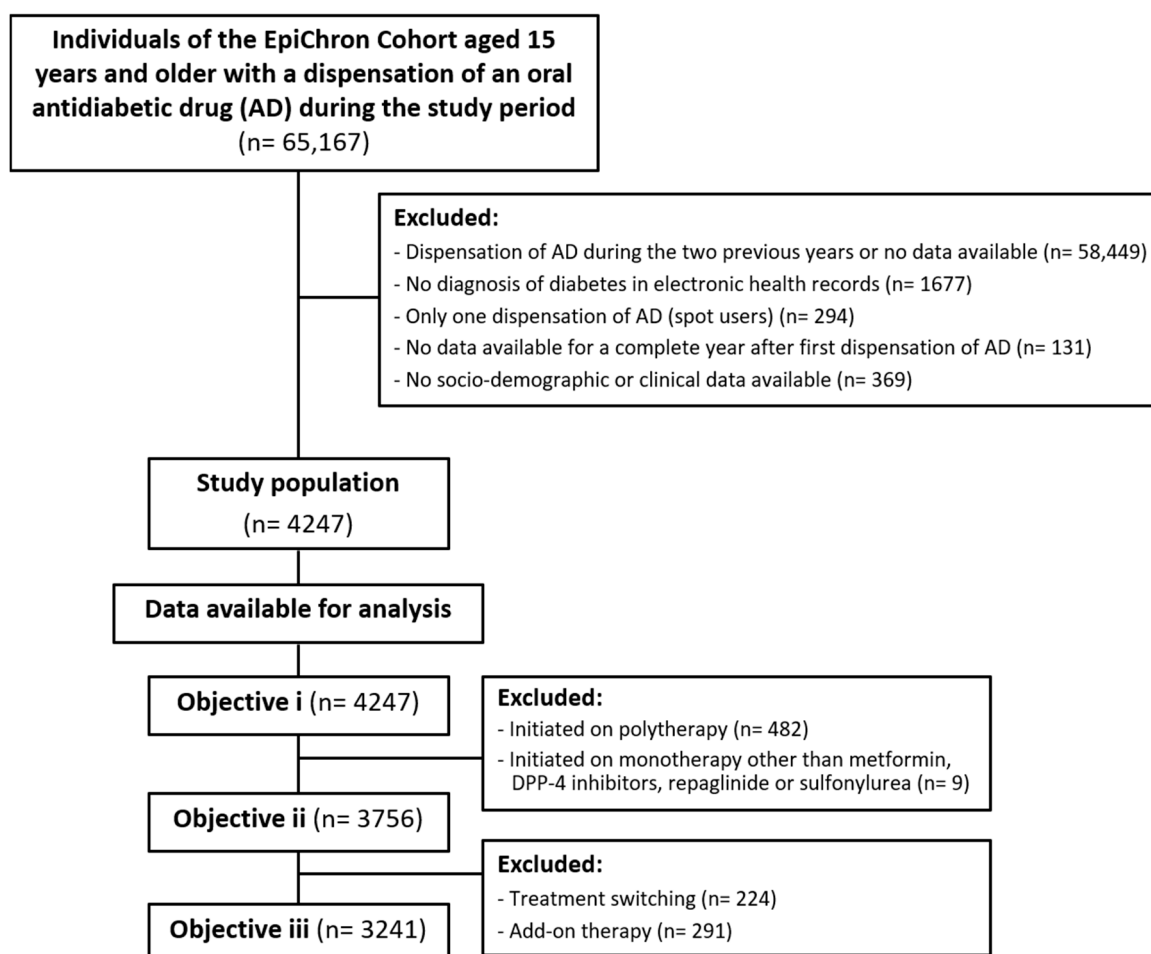 Individuals of the EpiChron Cohort aged 15
years and older with a dispensation of an oral
antidiabetic drug (AD) during the study period
(n= 65,167)
Excluded:
- Dispensation of AD during the two previous years or no data available (n= 58,449)
- No diagnosis of diabetes in electronic health records (n= 1677)
- Only one dispensation of AD (spot users) (n= 294)
- No data available for a complete year after first dispensation of AD (n= 131)
- No socio-demographic or clinical data available (n= 369)
Study population
(n= 4247)
Data available for analysis
Objective i (n= 4247)
Excluded:
- Initiated on polytherapy (n= 482)
- Initiated on monotherapy other than metformin,
DPP-4 inhibitors, repaglinide or sulfonylurea (n= 9)
Objective ii (n= 3756)
Excluded:
- Treatment switching (n= 224)
- Add-on therapy (n= 291)
Objective iii (n= 3241)